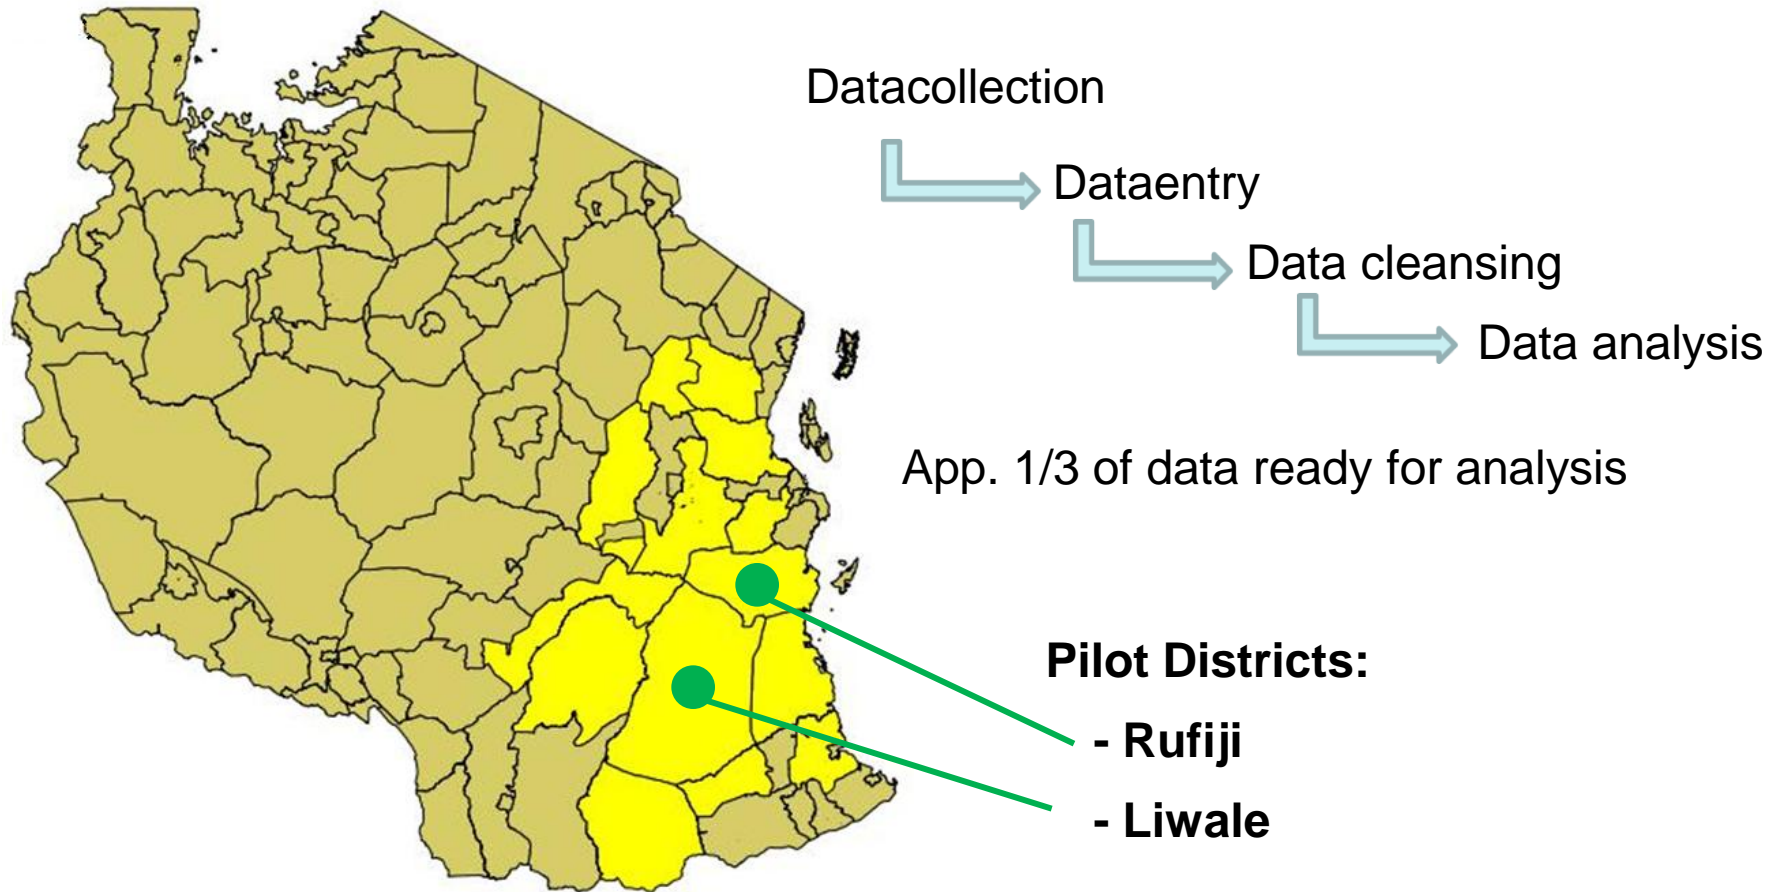 Datacollection
Dataentry
Data cleansing
Data analysis
App. 1/3 of data ready for analysis
Pilot Districts:
- Rufiji
- Liwale